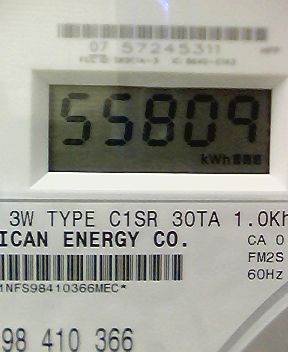 07 57245311
55809
kWh
3W TYPE C1SR 30TA 1.0Kh
ICAN ENERGY CO.
CA 0
FM2S
60Hz
1NFS98410366MEC*
98 410 366